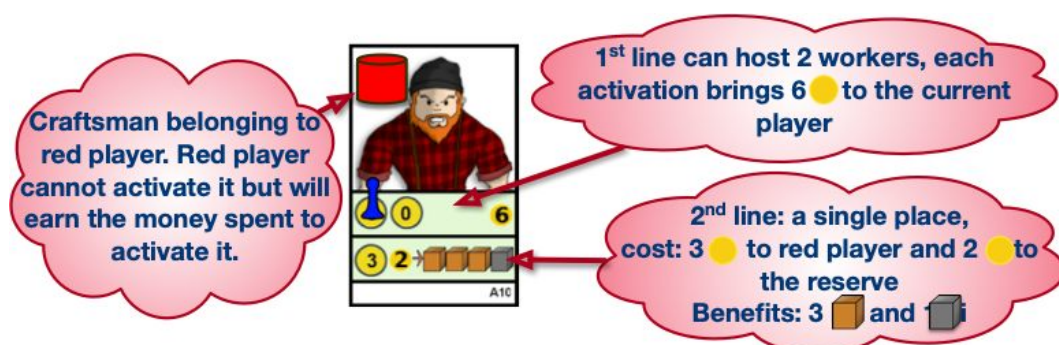 Craftsman belonging to
red player. Red player
cannot activate it but will
earn the money spent to
activate it.
0
6
3 2
A10
1st line can host 2 workers, each
activation brings 6 to the current
player
2nd line: a single place,
cost: 3 to red player and 2 to
the reserve
Benefits: 3 and